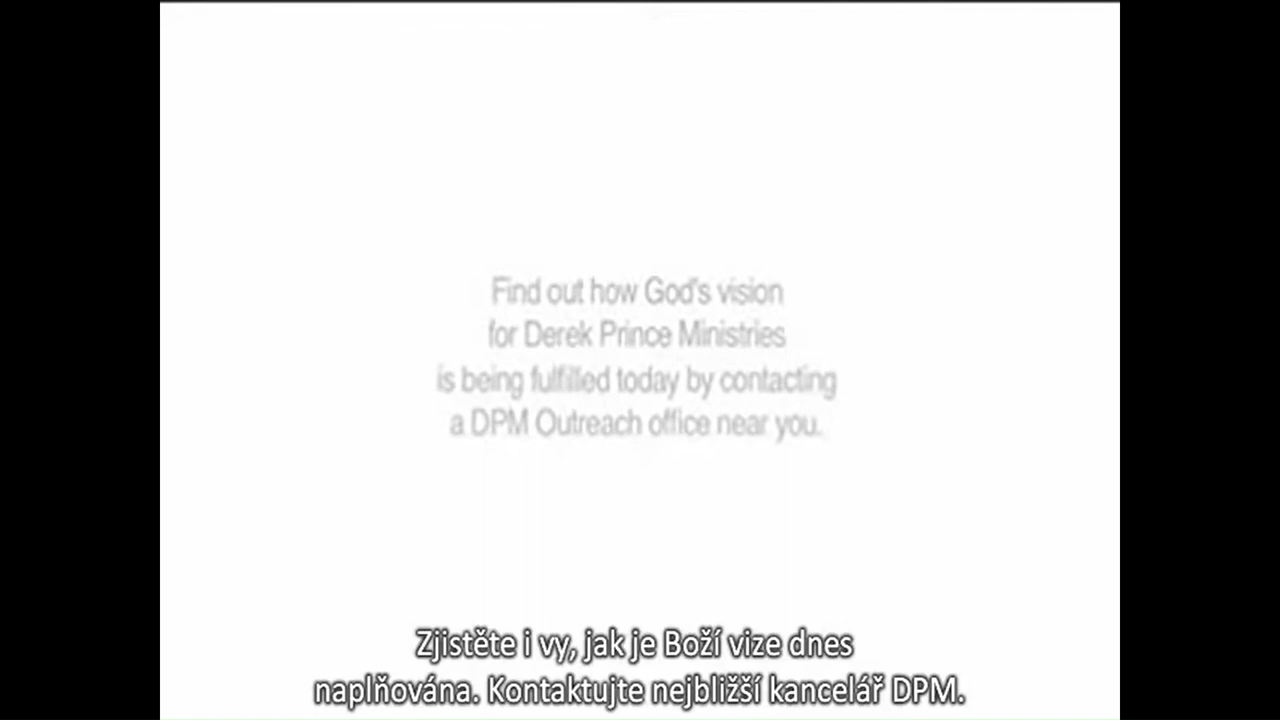 Find out how God's vision
for Derek Prince Ministries
is being fulfilled today by contacting
a DPM Outreach office near you.
Zjistěte i vy, jak je Boží vize dnes
naplňována. Kontaktujte nejbližší kancelář DPM.